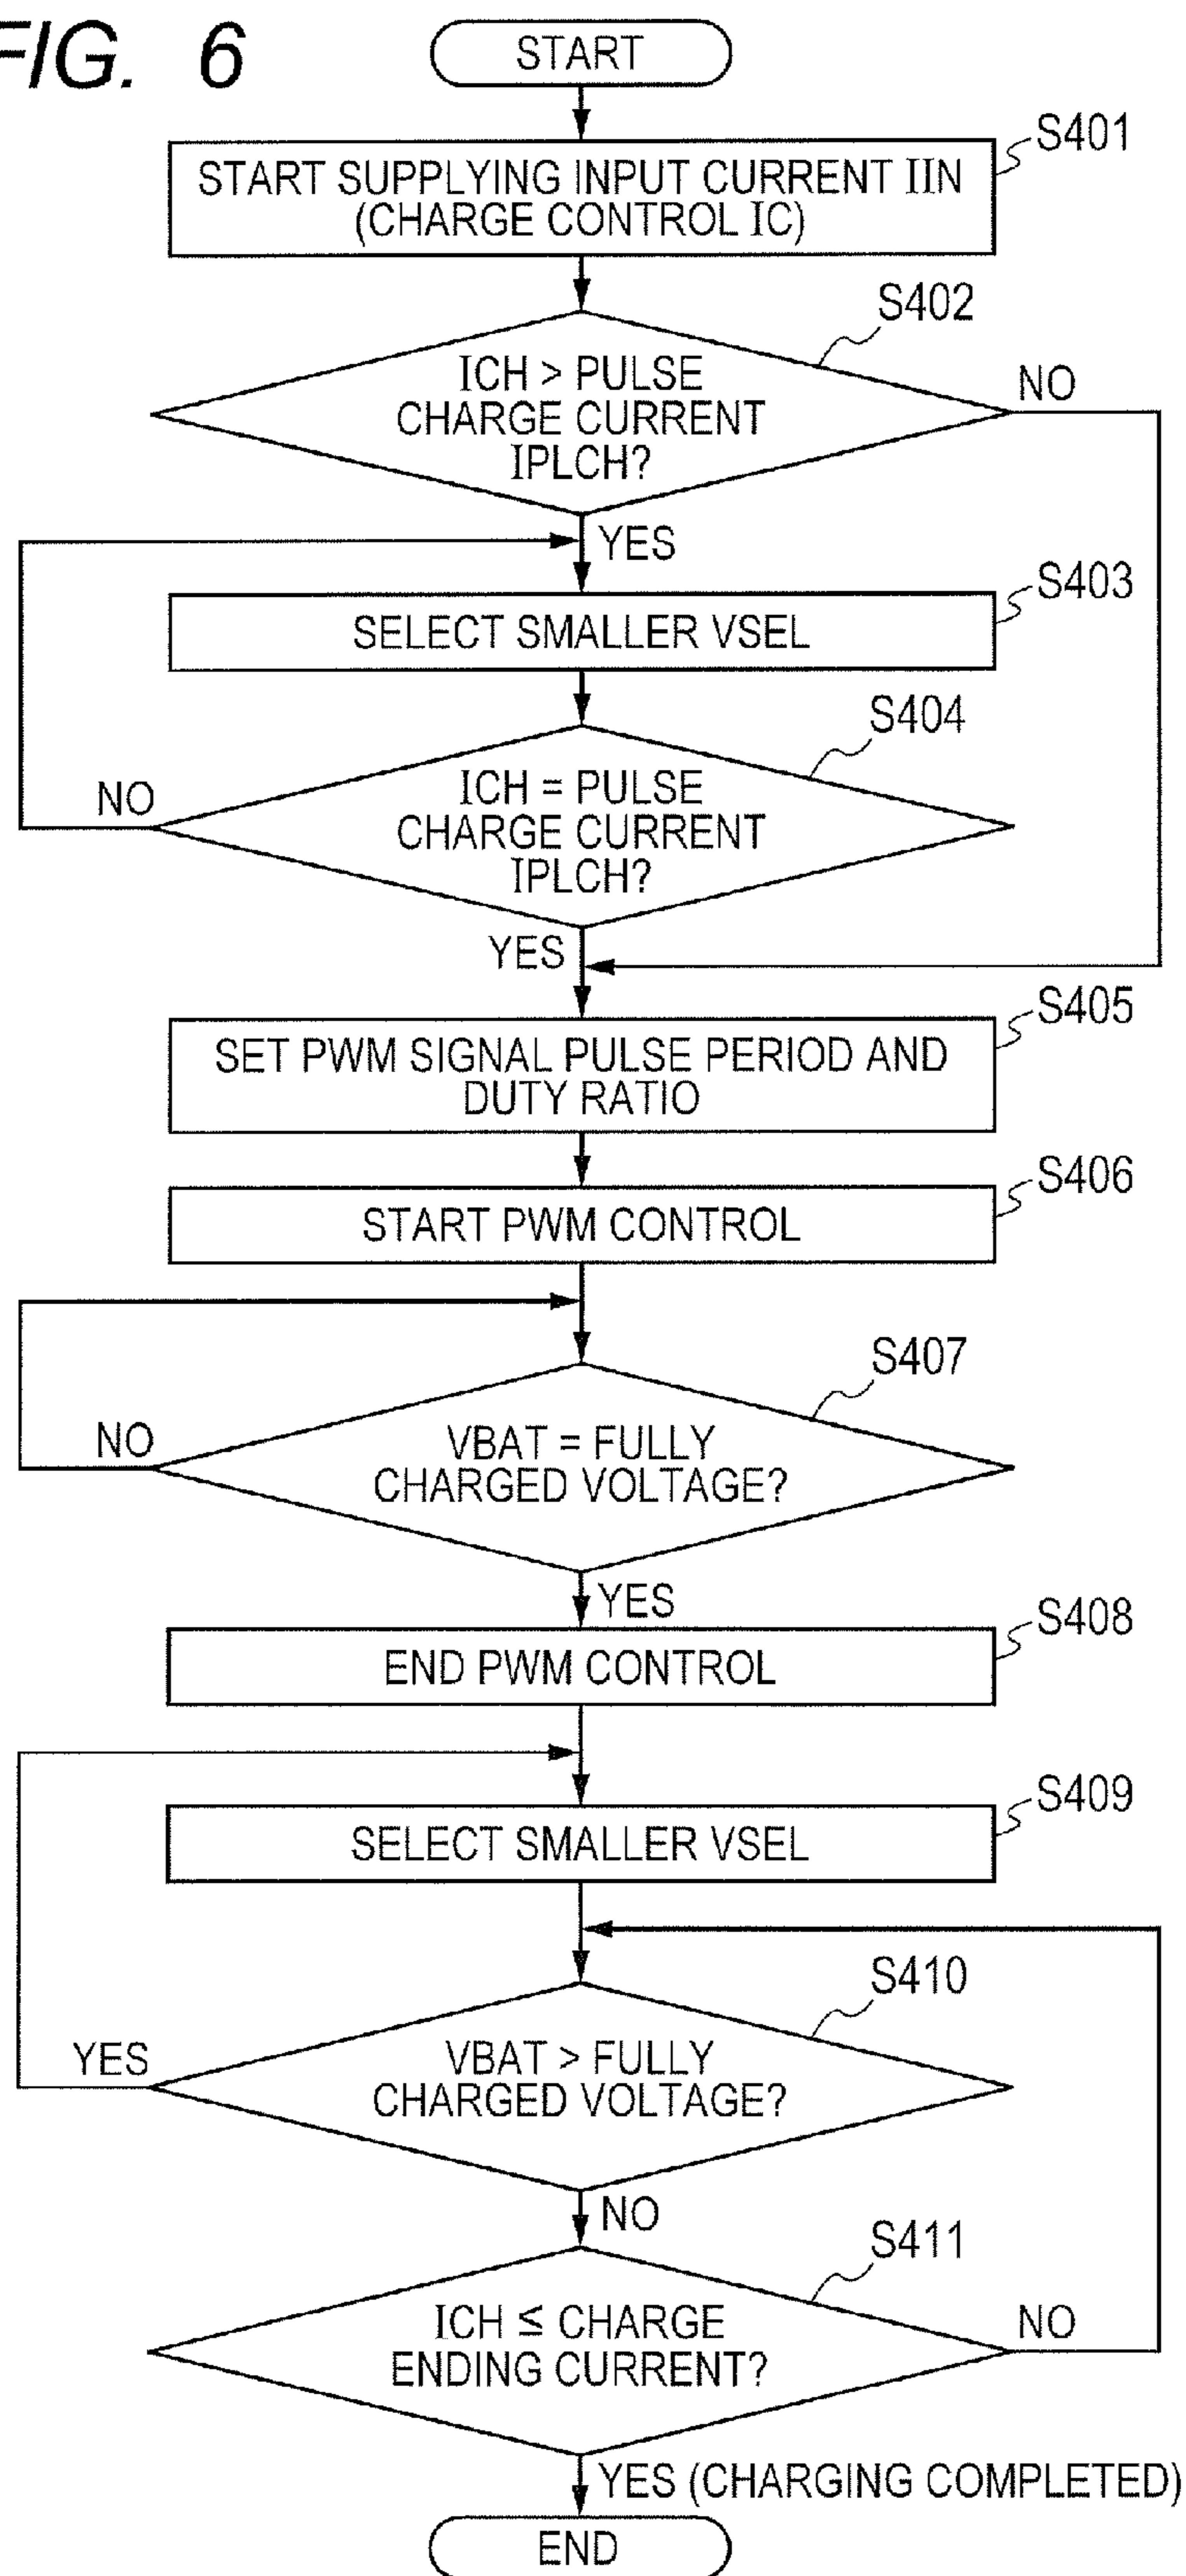 FIG. 6
START
S401
START SUPPLYING INPUT CURRENT IIN
(CHARGE CONTROL IC)
S402
ICH > PULSE
CHARGE CURRENT
IPLCH?
NO
YES
S403
SELECT SMALLER VSEL
S404
ICH = PULSE
CHARGE CURRENT
IPLCH?
NO
YES
S405
SET PWM SIGNAL PULSE PERIOD AND
DUTY RATIO
S406
START PWM CONTROL
S407
VBAT = FULLY
CHARGED VOLTAGE?
NO
YES
S408
END PWM CONTROL
S409
SELECT SMALLER VSEL
S410
VBAT > FULLY
CHARGED VOLTAGE?
YES
NO
S411
ICH ≤ CHARGE
ENDING CURRENT?
NO
YES (CHARGING COMPLETED)
END